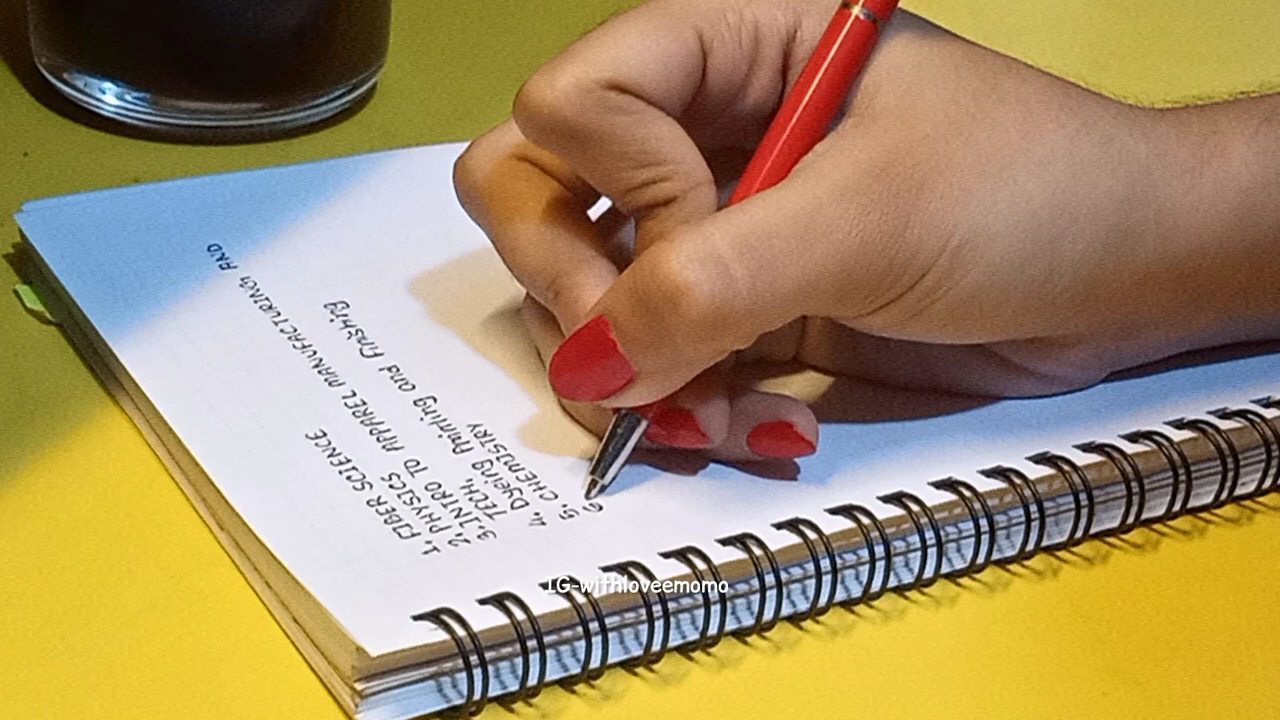 1. FIBER SCIENCE
2. PHYSICS
3. INTRO TO APPAREL MANUFACTURING AND
TECH.
4. Dyeing Printing and Finishing
5. CHEMISTRY
6
IG-withloveemomo